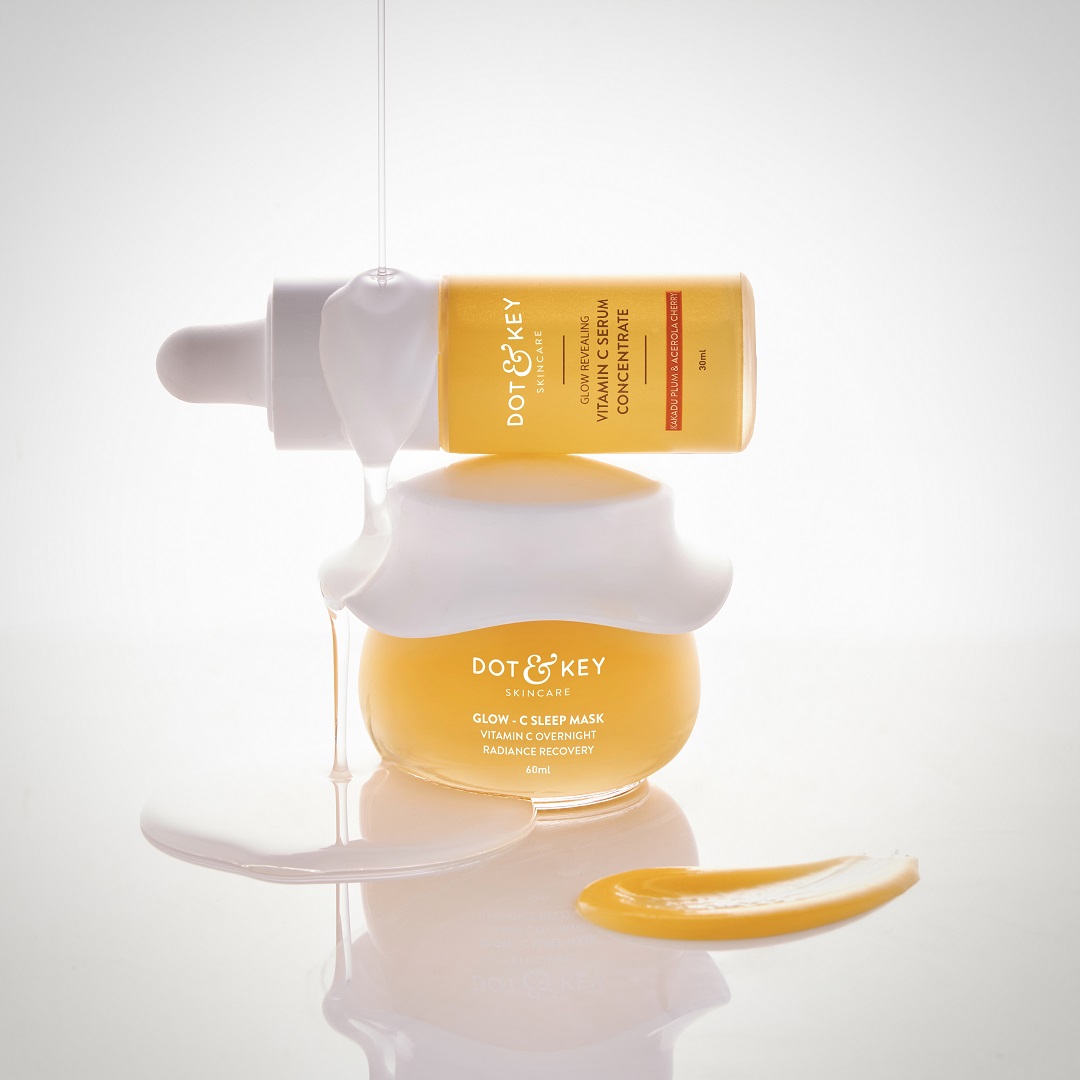 DOT & KEY
SKINCARE
GLOW REVEALING
VITAMIN C SERUM
CONCENTRATE
KAKADU PLUM & ACEROLA CHERRY
30ml
DOT & KEY
SKINCARE
GLOW - C SLEEP MASK
VITAMIN C OVERNIGHT
RADIANCE RECOVERY
60ml